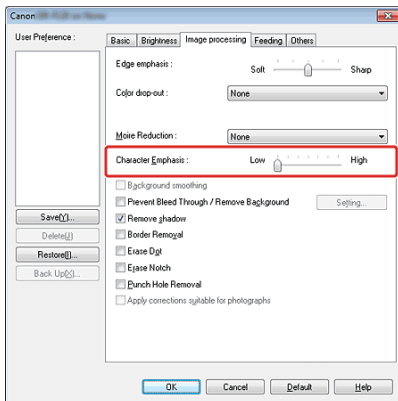 Canon
User Preference :
Basic Brightness Image processing Feeding Others
Edge emphasis :
Soft Sharp
Color drop-out : None
Moire Reduction : None
Character Emphasis : Low High
Background smoothing
Prevent Bleed Through / Remove Background Setting...
Remove shadow
Border Removal
Erase Dot
Erase Notch
Punch Hole Removal
Apply corrections suitable for photographs
Save(Y)...
Delete(J)
Restore(I)...
Back Up(X)...
OK Cancel Default Help